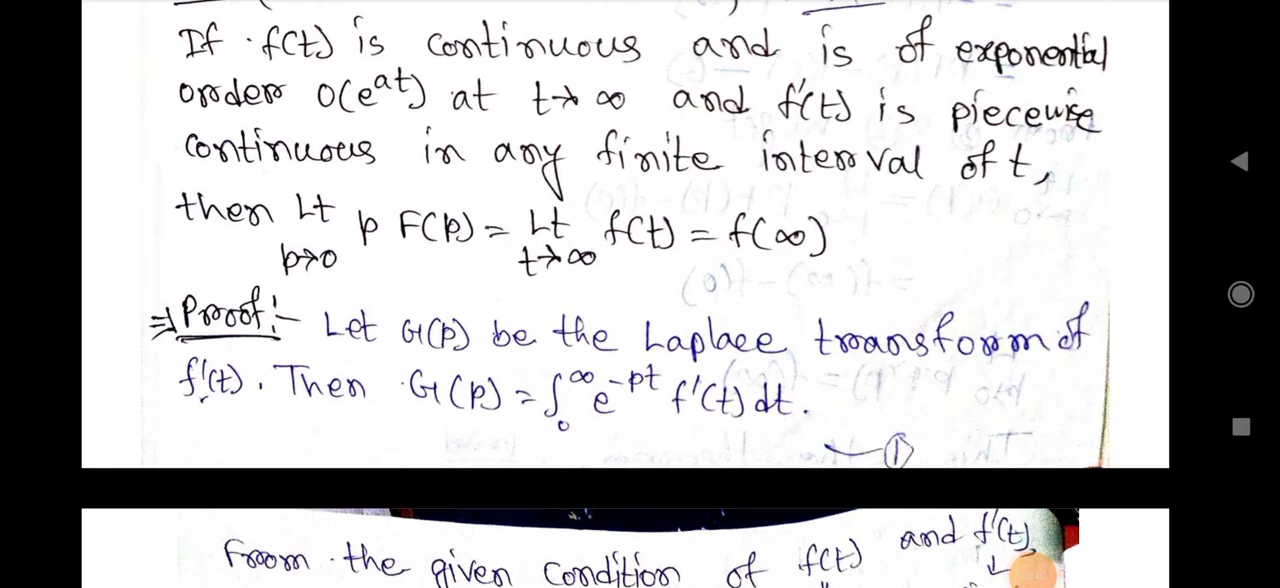 If f(t) is continuous and is of exponential
order O(e^at) at t→∞ and f'(t) is piecewise
continuous in any finite interval of t,
then Lt p F(p) = Lt f(t) = f(∞)
p→0 t→∞
⇒ Proof:- Let G(p) be the Laplace transform of
f'(t). Then G(p) = ∫₀^∞ e^-pt f'(t) dt.
①
From the given condition of f(t) and f'(t),